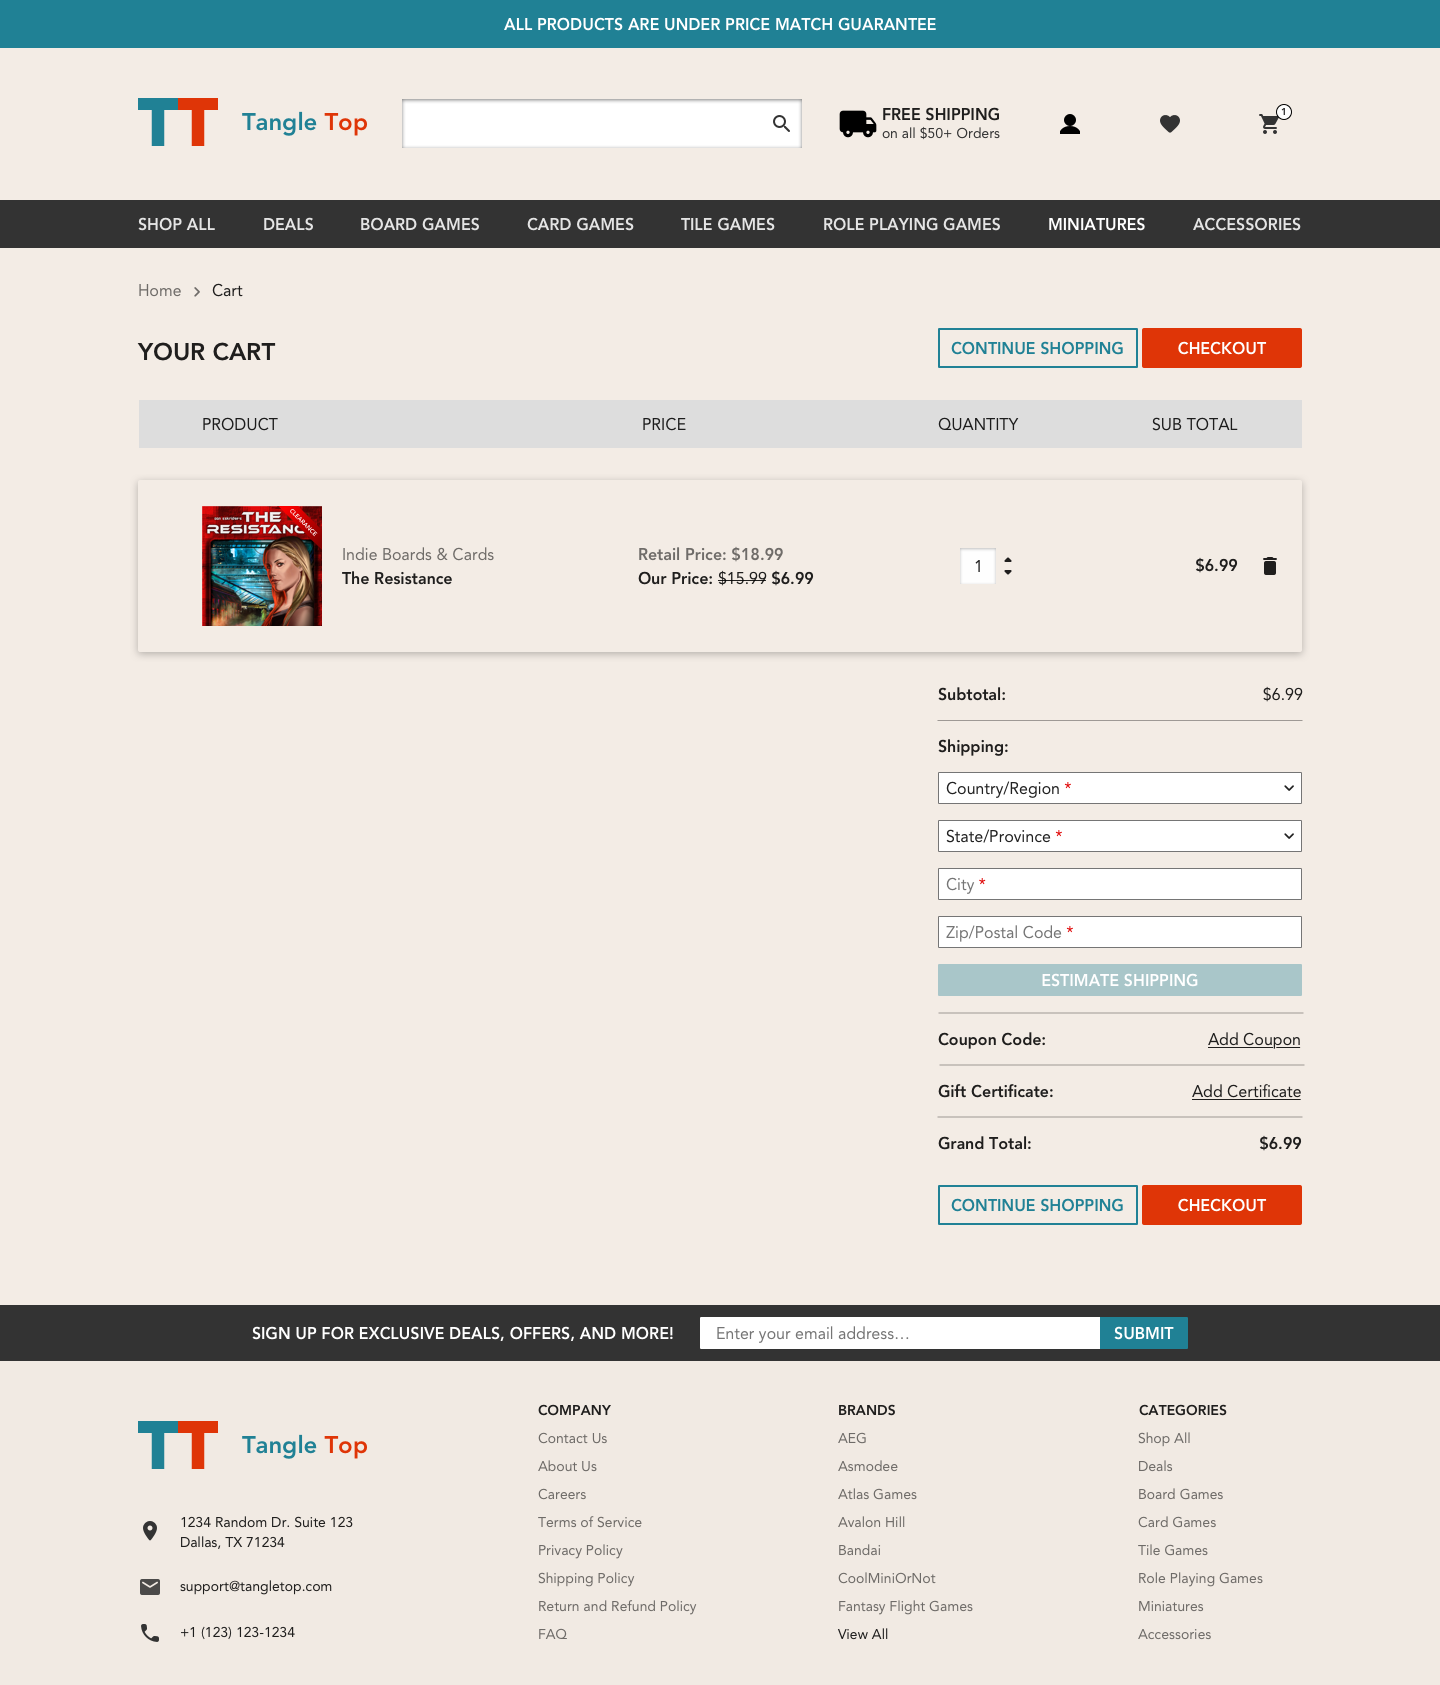 ALL PRODUCTS ARE UNDER PRICE MATCH GUARANTEE
TT Tangle Top
FREE SHIPPING
on all $50+ Orders
1
SHOP ALL DEALS BOARD GAMES CARD GAMES TILE GAMES ROLE PLAYING GAMES MINIATURES ACCESSORIES
Home > Cart
YOUR CART
CONTINUE SHOPPING CHECKOUT
PRODUCT PRICE QUANTITY SUB TOTAL
THE
RESISTANC
CLEARANCE
Indie Boards & Cards
The Resistance
Retail Price: $18.99
Our Price: $15.99 $6.99
1
$6.99
Subtotal: $6.99
Shipping:
Country/Region *
State/Province *
City *
Zip/Postal Code *
ESTIMATE SHIPPING
Coupon Code: Add Coupon
Gift Certificate: Add Certificate
Grand Total: $6.99
CONTINUE SHOPPING CHECKOUT
SIGN UP FOR EXCLUSIVE DEALS, OFFERS, AND MORE! Enter your email address... SUBMIT
TT Tangle Top
1234 Random Dr. Suite 123
Dallas, TX 71234
support@tangletop.com
+1 (123) 123-1234
COMPANY
Contact Us
About Us
Careers
Terms of Service
Privacy Policy
Shipping Policy
Return and Refund Policy
FAQ
BRANDS
AEG
Asmodee
Atlas Games
Avalon Hill
Bandai
CoolMiniOrNot
Fantasy Flight Games
View All
CATEGORIES
Shop All
Deals
Board Games
Card Games
Tile Games
Role Playing Games
Miniatures
Accessories